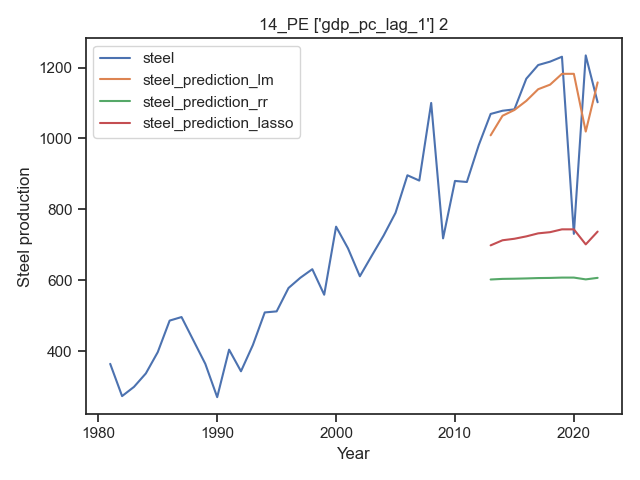 14_PE ['gdp_pc_lag_1'] 2
steel
steel_prediction_lm
steel_prediction_rr
steel_prediction_lasso
Steel production
1200
1000
800
600
400
1980
1990
2000
2010
2020
Year